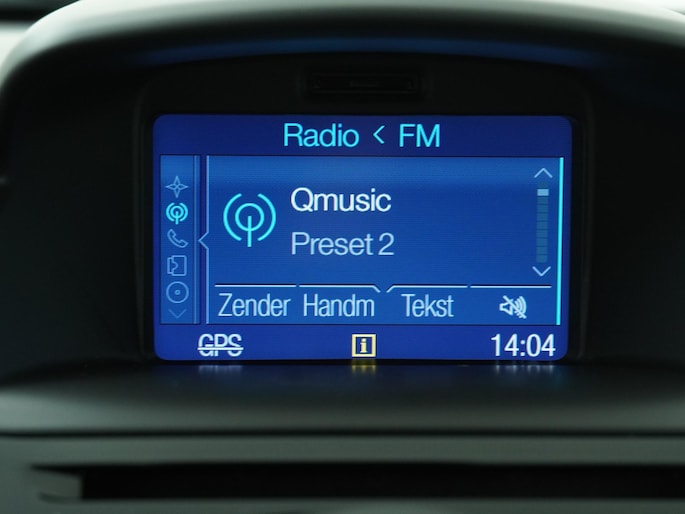 Radio < FM
Qmusic
Preset 2
Zender Handm Tekst
GPS i 14:04